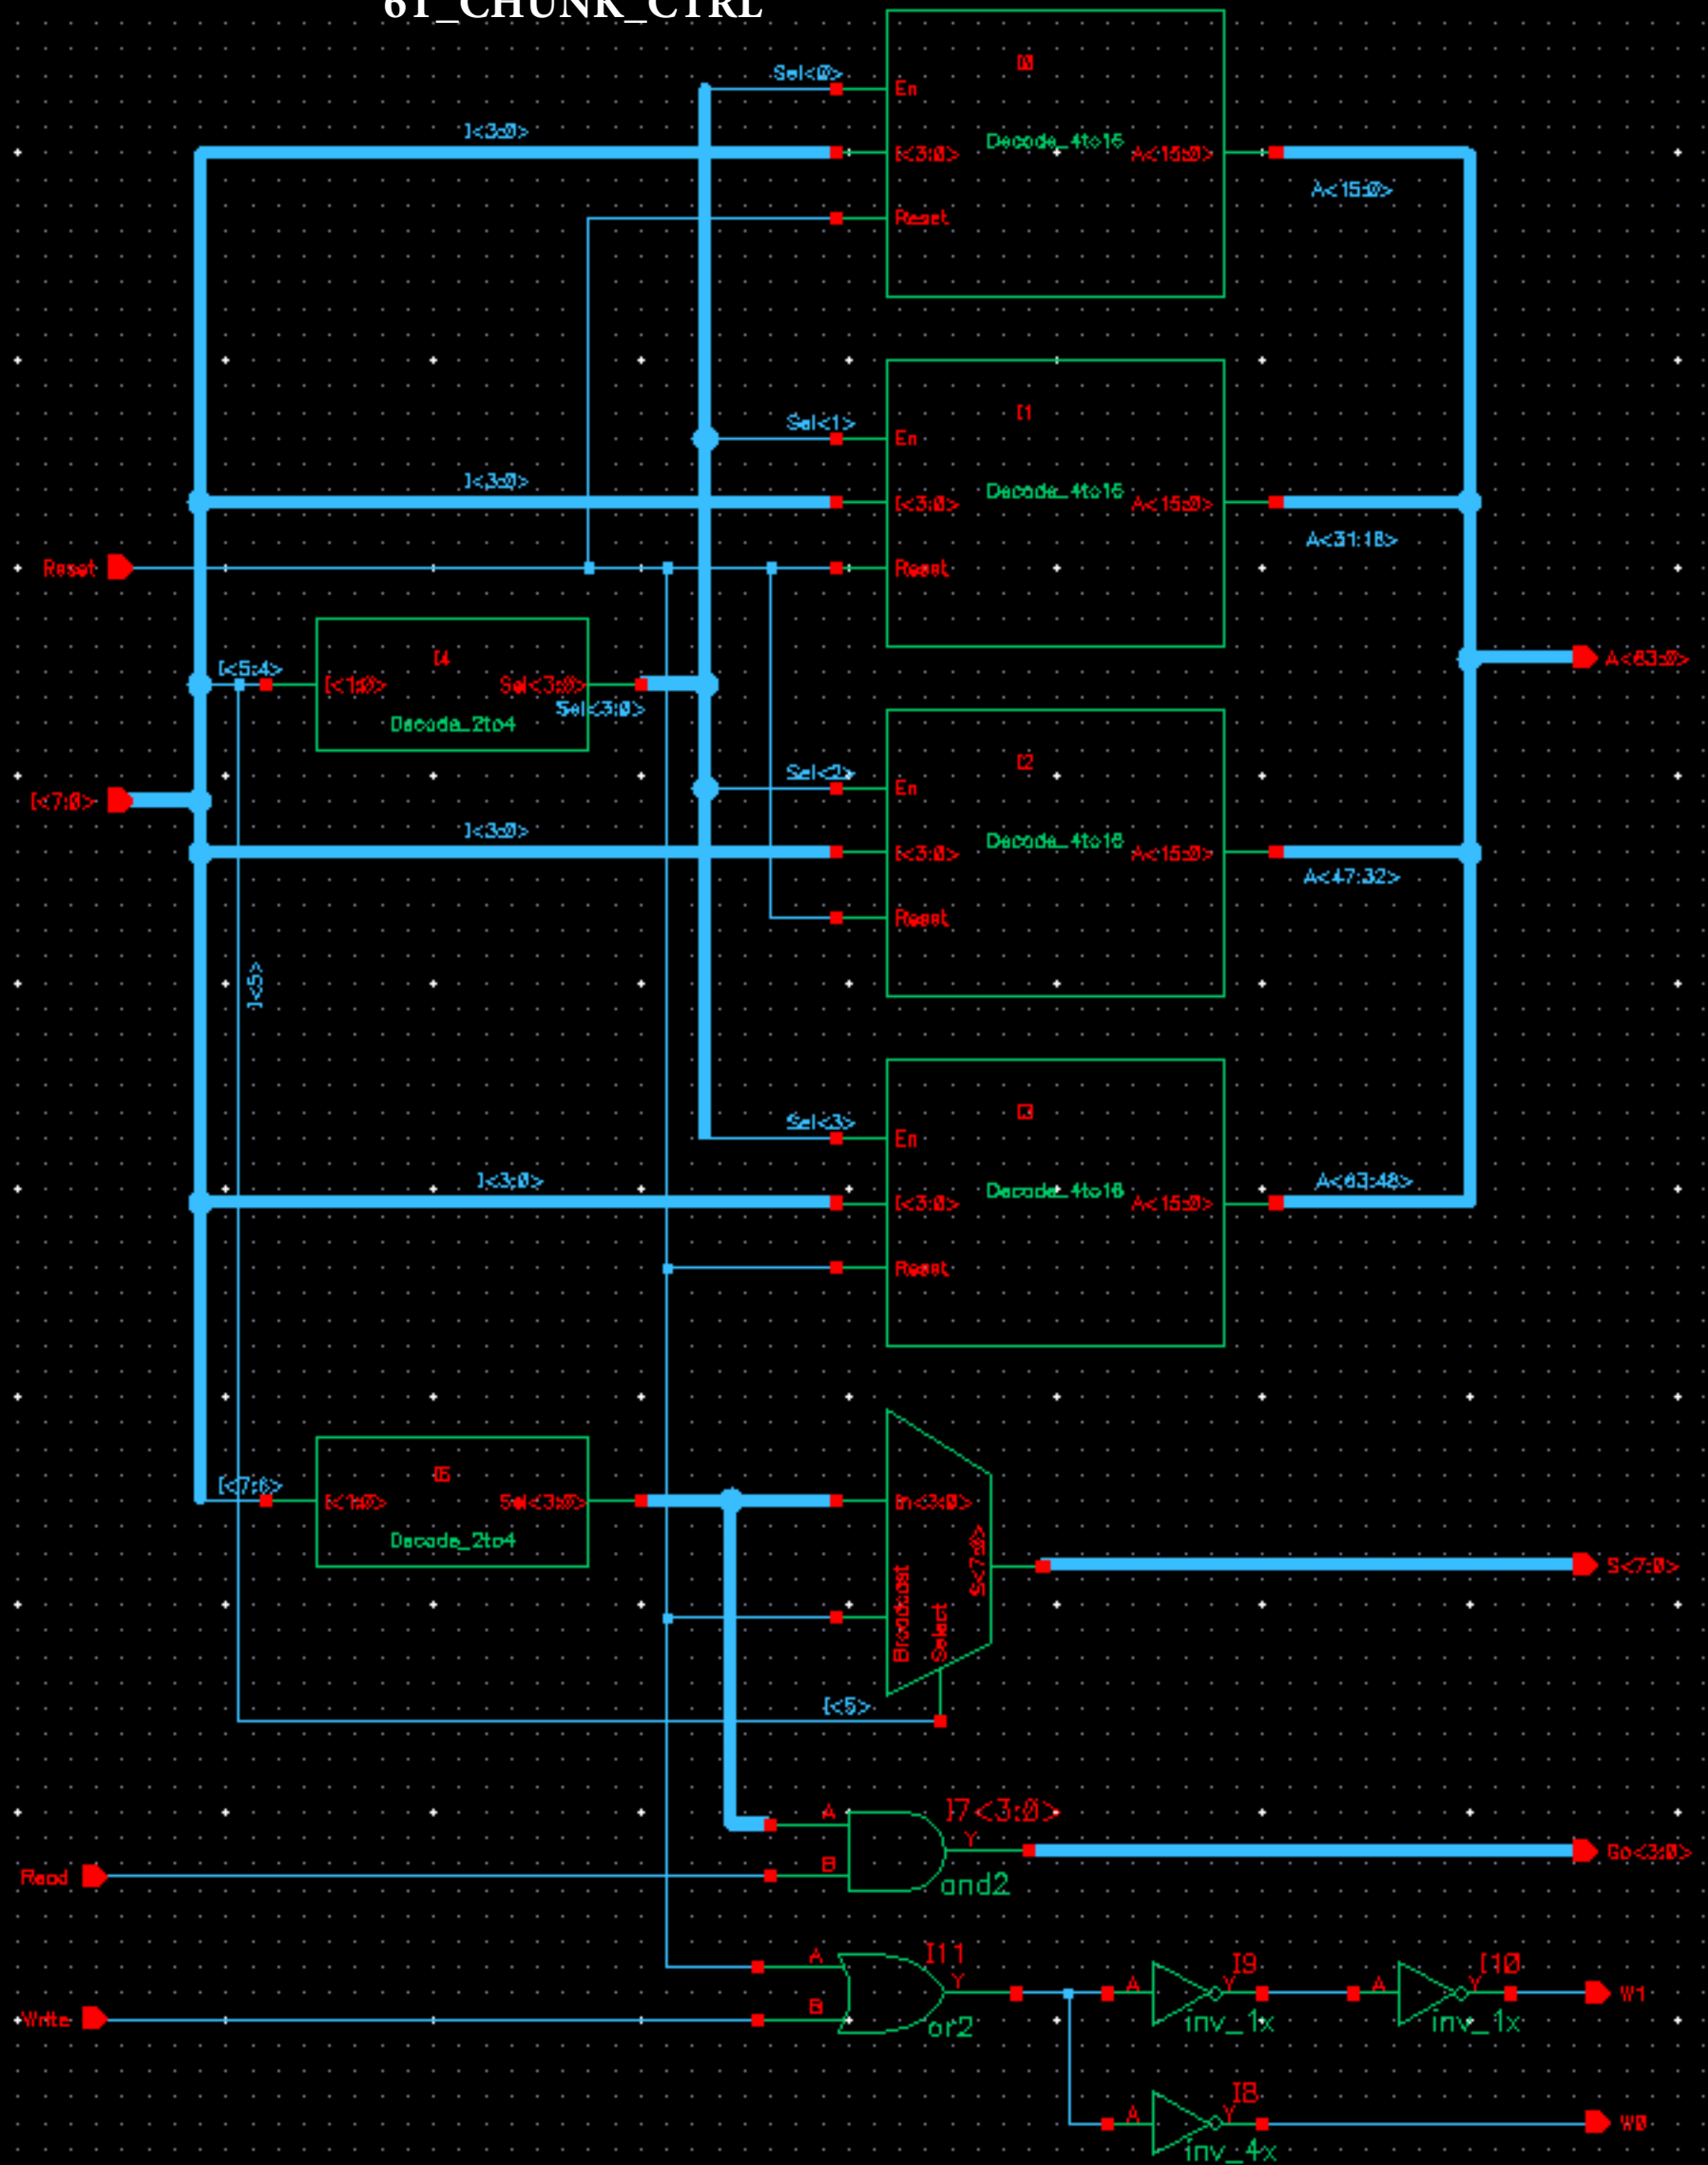 6T_CHUNK_CTRL
Sel<0>
I0
En
I<3:0>
I<3:0>
Decode_4to16
A<15:0>
A<15:0>
Reset
I1
Sel<1>
En
I<3:0>
I<3:0>
Decode_4to16
A<15:0>
A<31:16>
Reset
Reset
I<5:4>
I4
I<1:0>
Sel<3:0>
Sel<3:0>
Decode_2to4
A<63:0>
I2
Sel<2>
En
I<7:0>
I<3:0>
I<3:0>
Decode_4to16
A<15:0>
A<47:32>
Reset
I<5>
I3
Sel<3>
En
I<3:0>
I<3:0>
Decode_4to16
A<15:0>
A<63:48>
Reset
I<7:6>
I<1:0>
Sel<3:0>
Decode_2to4
In<3:0>
S<7:0>
Broadcast
Select
S<7:0>
I<5>
A
I7<3:0>
Y
Go<3:0>
Read
B
and2
A
I11
Y
Write
B
or2
A
I9
Y
inv_1x
A
I10
Y
inv_1x
W1
A
I8
Y
inv_4x
W0